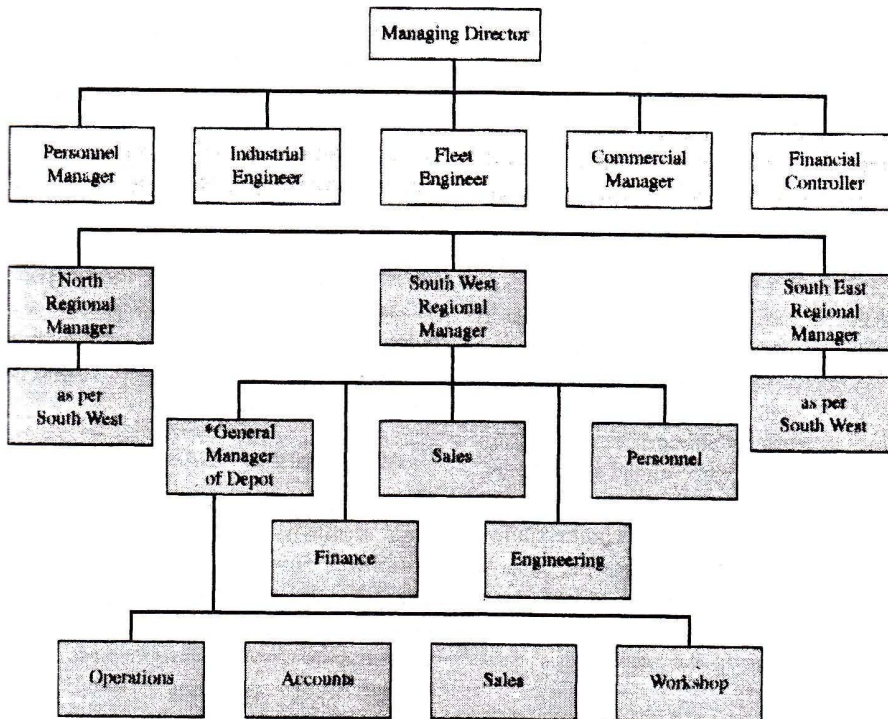 Managing Director
Personnel
Manager
Industrial
Engineer
Fleet
Engineer
Commercial
Manager
Financial
Controller
North
Regional
Manager
South West
Regional
Manager
South East
Regional
Manager
as per
South West
*General
Manager
of Depot
Sales
Personnel
as per
South West
Finance
Engineering
Operations
Accounts
Sales
Workshop